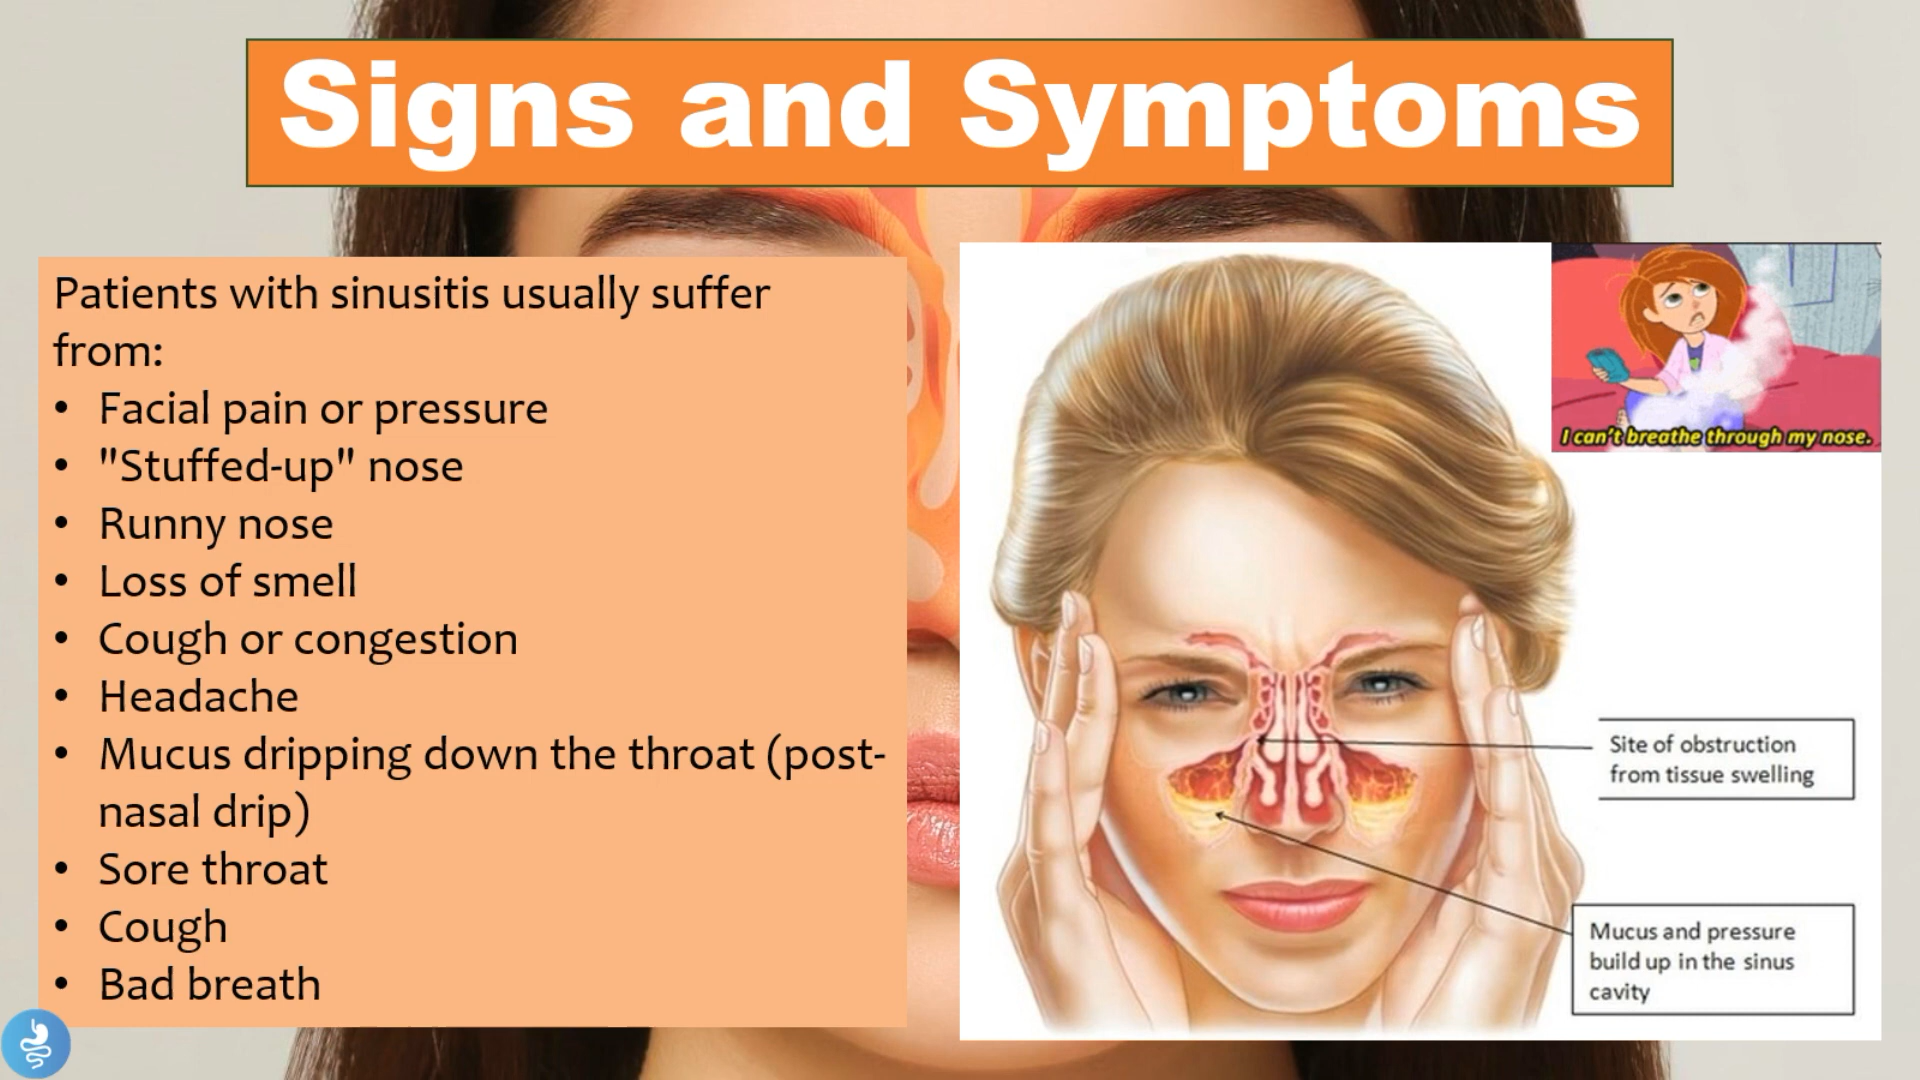 Signs and Symptoms
Patients with sinusitis usually suffer
from:
• Facial pain or pressure
• "Stuffed-up" nose
• Runny nose
• Loss of smell
• Cough or congestion
• Headache
• Mucus dripping down the throat (post-
nasal drip)
• Sore throat
• Cough
• Bad breath
I can't breathe through my nose.
Site of obstruction
from tissue swelling
Mucus and pressure
build up in the sinus
cavity